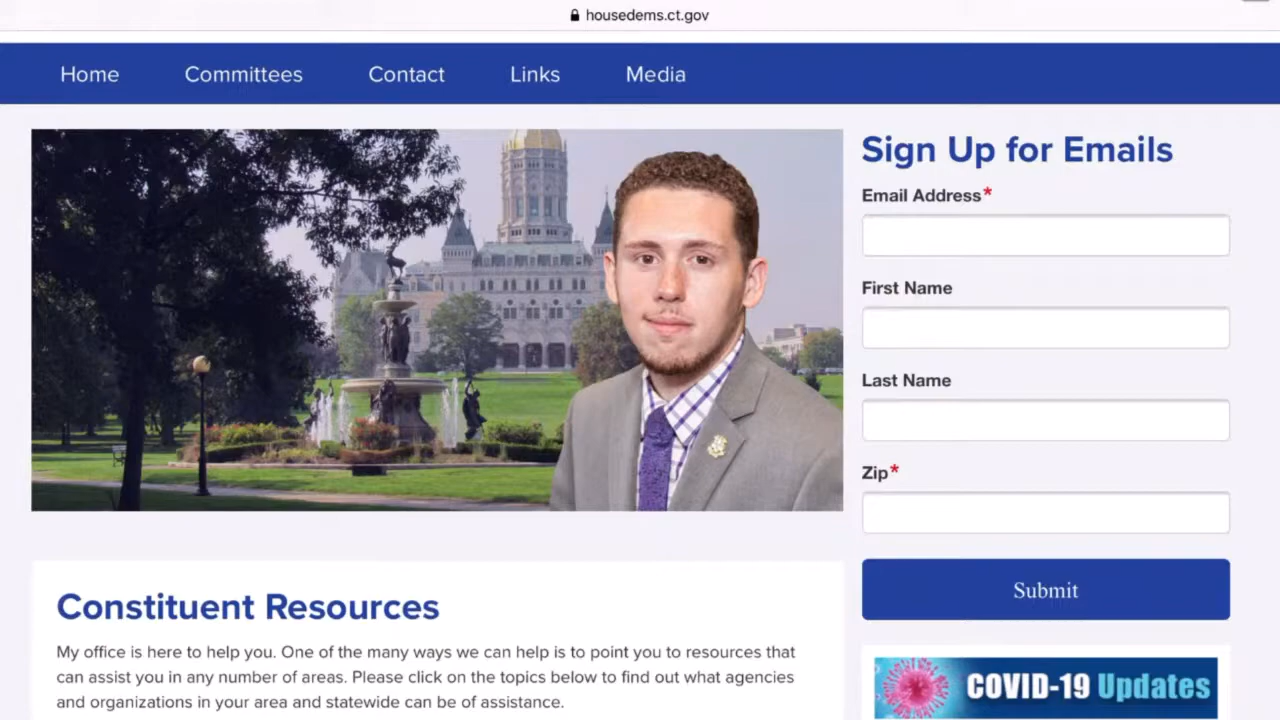 housedems.ct.gov
Home Committees Contact Links Media
Sign Up for Emails
Email Address*
First Name
Last Name
Zip*
Submit
Constituent Resources
My office is here to help you. One of the many ways we can help is to point you to resources that
can assist you in any number of areas. Please click on the topics below to find out what agencies
and organizations in your area and statewide can be of assistance.
COVID-19 Updates